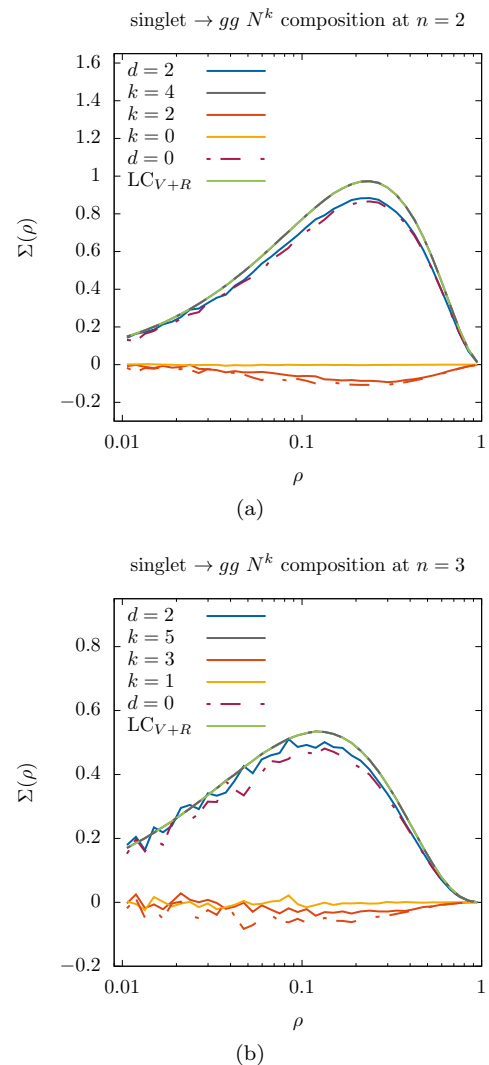 singlet → gg N^k composition at n = 2
1.6
1.4
1.2
1
0.8
0.6
0.4
0.2
0
−0.2
Σ(ρ)
d = 2
k = 4
k = 2
k = 0
d = 0
LC_{V+R}
0.01 0.1 1
ρ
(a)
singlet → gg N^k composition at n = 3
0.8
0.6
0.4
0.2
0
−0.2
Σ(ρ)
d = 2
k = 5
k = 3
k = 1
d = 0
LC_{V+R}
0.01 0.1 1
ρ
(b)